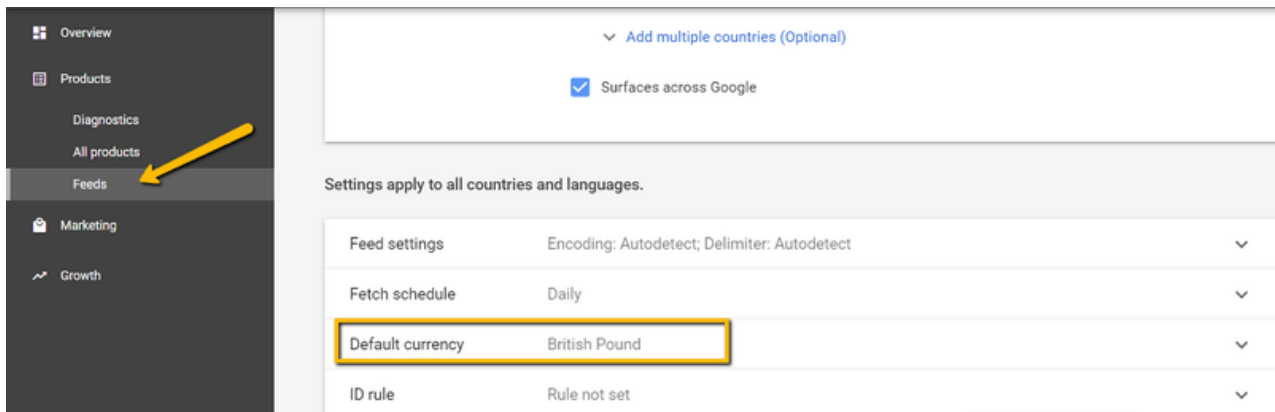 Overview
Products
Diagnostics
All products
Feeds
Marketing
Growth
Add multiple countries (Optional)
Surfaces across Google
Settings apply to all countries and languages.
Feed settings Encoding: Autodetect; Delimiter: Autodetect
Fetch schedule Daily
Default currency British Pound
ID rule Rule not set